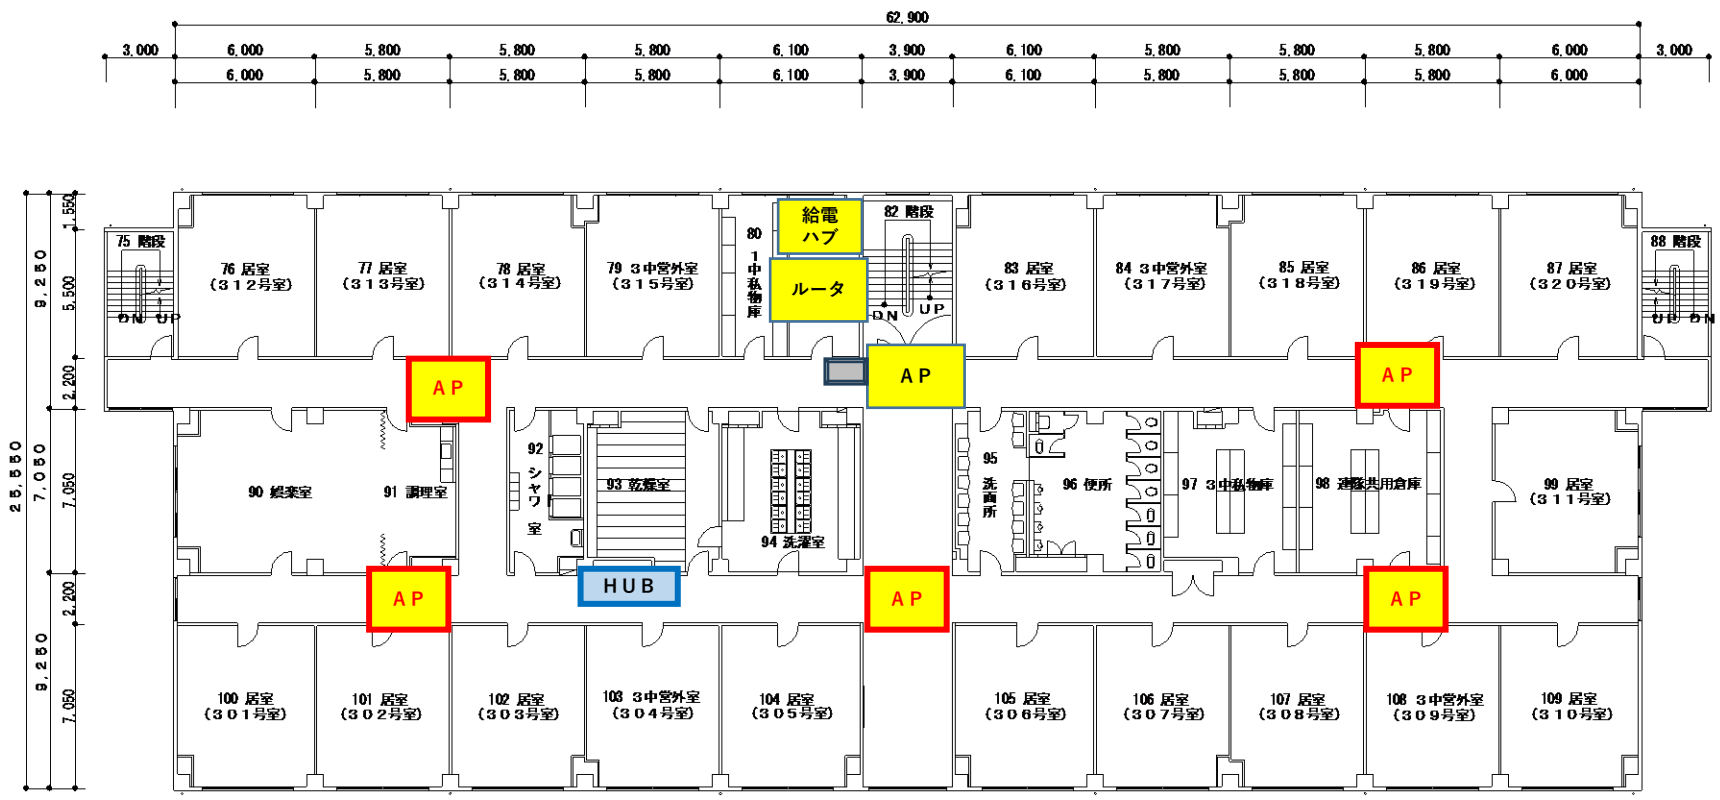 62,900
3,000 6,000 5,800 5,800 5,800 6,100 3,900 6,100 5,800 5,800 5,800 6,000 3,000
6,000 5,800 5,800 5,800 6,100 3,900 6,100 5,800 5,800 5,800 6,000
25,550
9,250
7,050
9,250
1,550
5,500
2,200
7,050
2,200
7,050
75 階段
DN UP
76 居室
(312号室)
77 居室
(313号室)
78 居室
(314号室)
79 3中営外室
(315号室)
80 1中私物庫
給電
ハブ
ルータ
82 階段
DN UP
83 居室
(316号室)
84 3中営外室
(317号室)
85 居室
(318号室)
86 居室
(319号室)
87 居室
(320号室)
88 階段
UP DN
AP
AP
AP
90 娯楽室
91 調理室
92 シャワ室
93 乾燥室
94 洗濯室
95 洗面所
96 便所
97 3中私物庫
98 連隊共用倉庫
99 居室
(311号室)
AP
HUB
AP
AP
100 居室
(301号室)
101 居室
(302号室)
102 居室
(303号室)
103 3中営外室
(304号室)
104 居室
(305号室)
105 居室
(306号室)
106 居室
(307号室)
107 居室
(308号室)
108 3中営外室
(309号室)
109 居室
(310号室)